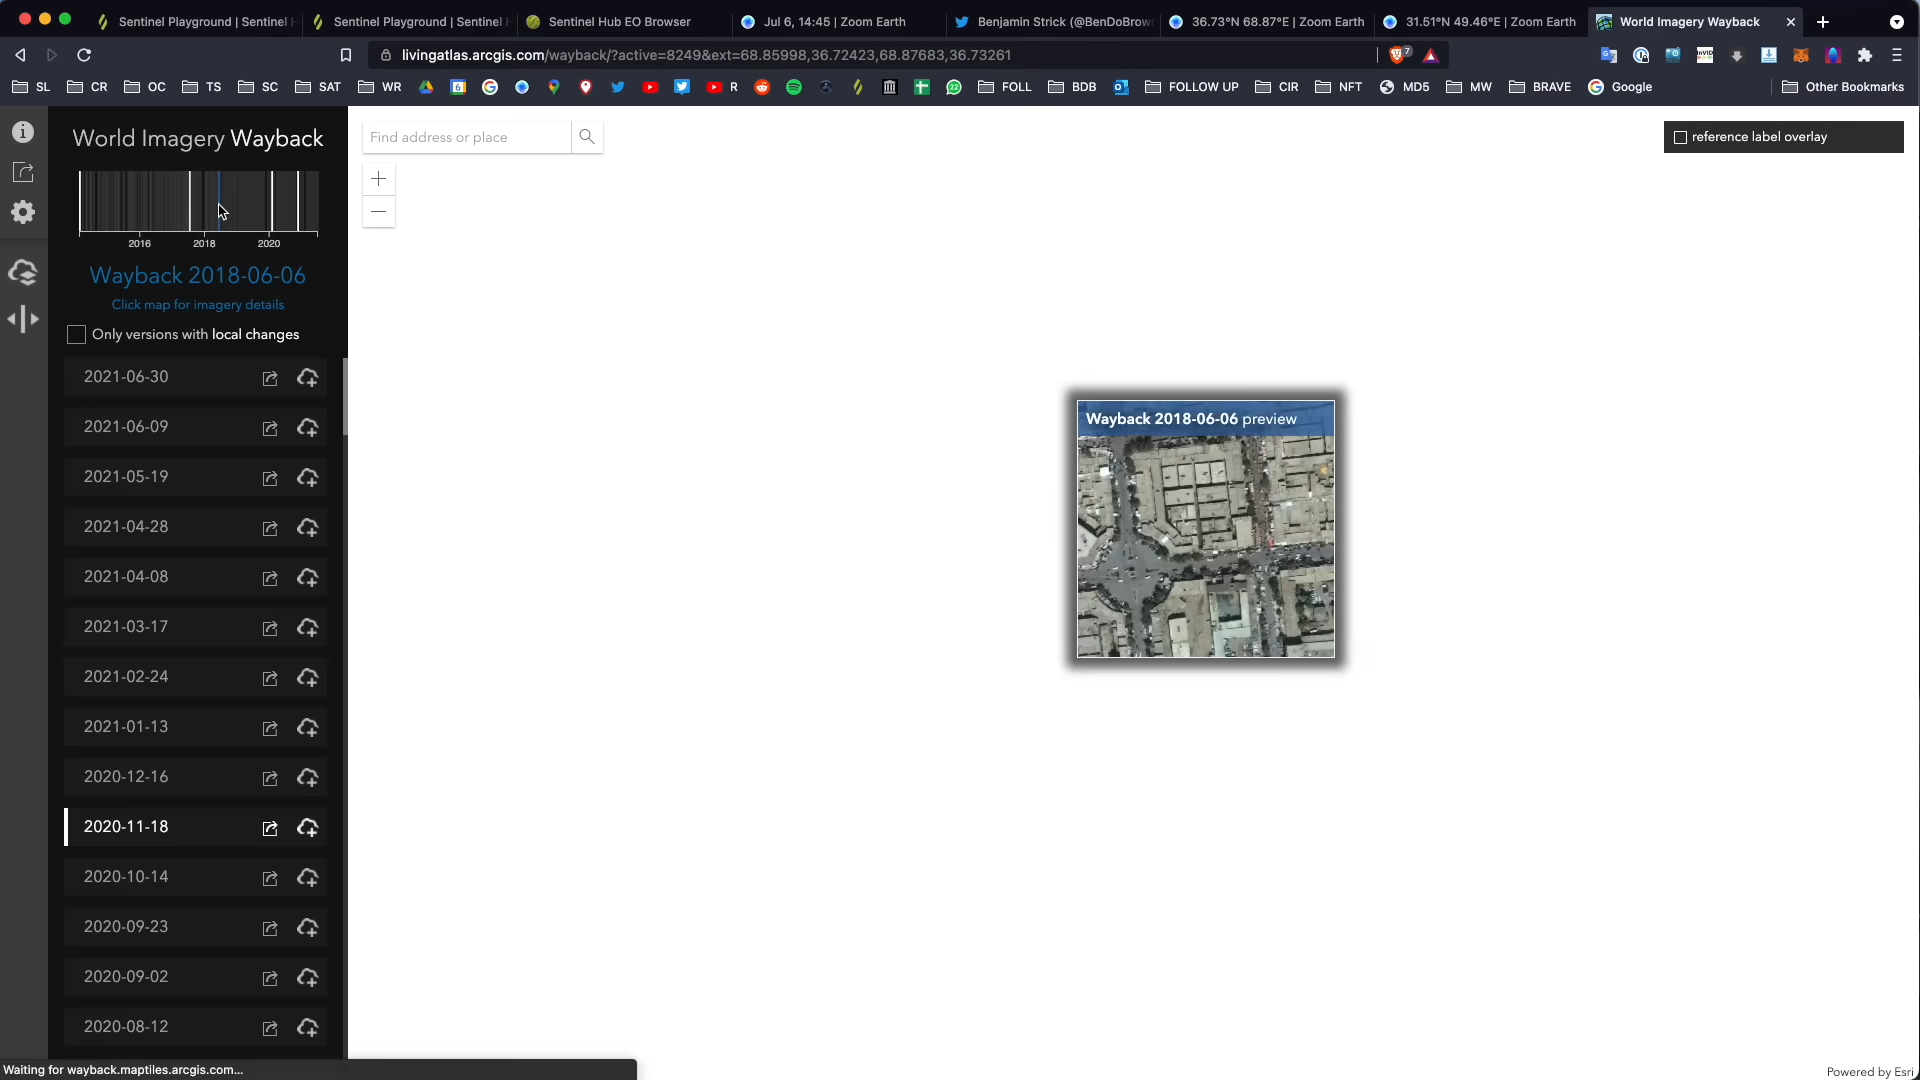 Sentinel Playground | Sentinel H
Sentinel Playground | Sentinel H
Sentinel Hub EO Browser
Jul 6, 14:45 | Zoom Earth
Benjamin Strick (@BenDoBrown
36.73°N 68.87°E | Zoom Earth
31.51°N 49.46°E | Zoom Earth
World Imagery Wayback
livingatlas.arcgis.com/wayback/?active=8249&ext=68.85998,36.72423,68.87683,36.73261
7
SL CR OC TS SC SAT WR R FOLL BDB FOLLOW UP CIR NFT MD5 MW BRAVE Google Other Bookmarks
World Imagery Wayback
2016 2018 2020
Wayback 2018-06-06
Click map for imagery details
Only versions with local changes
2021-06-30
2021-06-09
2021-05-19
2021-04-28
2021-04-08
2021-03-17
2021-02-24
2021-01-13
2020-12-16
2020-11-18
2020-10-14
2020-09-23
2020-09-02
2020-08-12
Find address or place
reference label overlay
Wayback 2018-06-06 preview
Waiting for wayback.maptiles.arcgis.com...
Powered by Esri